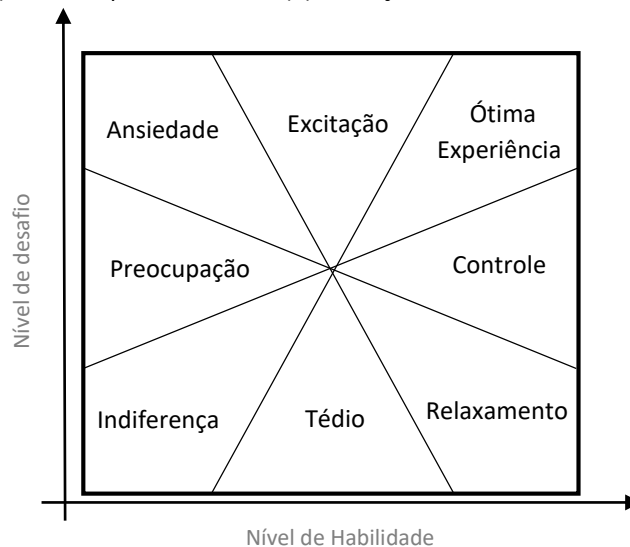 Ansiedade
Excitação
Ótima
Experiência
Preocupação
Controle
Indiferença
Tédio
Relaxamento
Nível de desafio
Nível de Habilidade